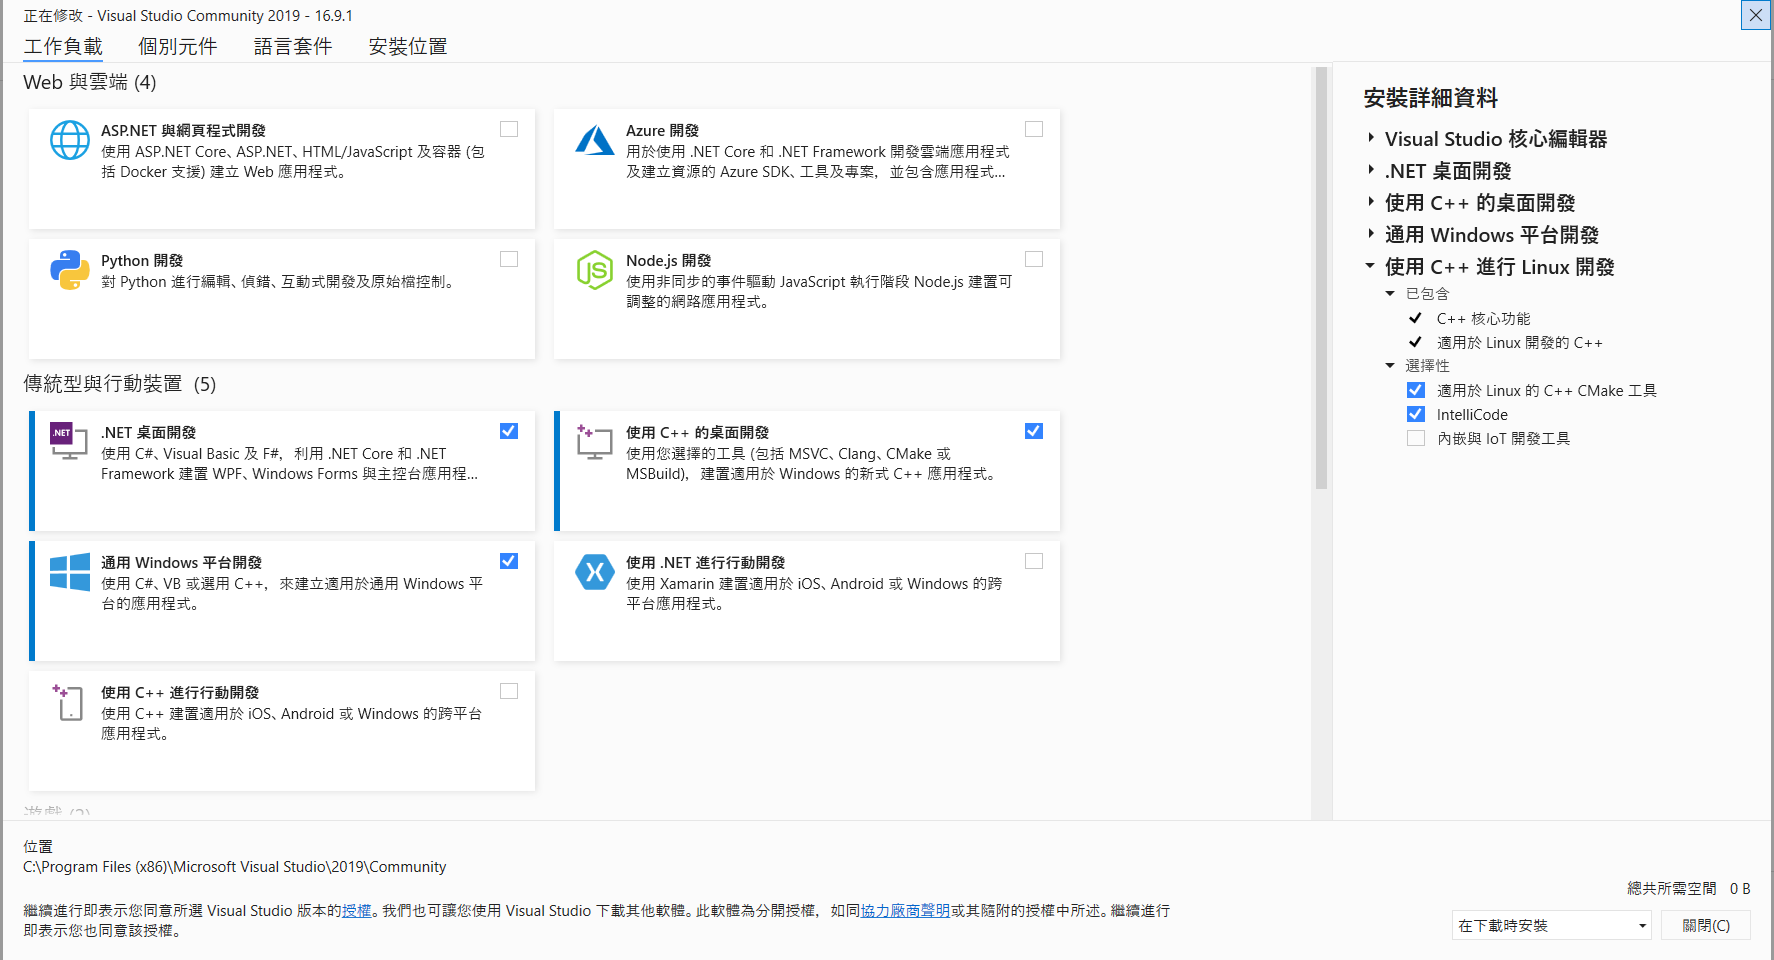 正在修改 - Visual Studio Community 2019 - 16.9.1
工作負載 個別元件 語言套件 安裝位置
Web 與雲端 (4)
ASP.NET 與網頁程式開發
使用 ASP.NET Core、ASP.NET、HTML/JavaScript 及容器 (包
括 Docker 支援) 建立 Web 應用程式。
Azure 開發
用於使用 .NET Core 和 .NET Framework 開發雲端應用程式
及建立資源的 Azure SDK、工具及專案，並包含應用程式...
Python 開發
對 Python 進行編輯、偵錯、互動式開發及原始檔控制。
Node.js 開發
使用非同步的事件驅動 JavaScript 執行階段 Node.js 建置可
調整的網路應用程式。
傳統型與行動裝置 (5)
.NET
.NET 桌面開發
使用 C#、Visual Basic 及 F#，利用 .NET Core 和 .NET
Framework 建置 WPF、Windows Forms 與主控台應用程...
使用 C++ 的桌面開發
使用您選擇的工具 (包括 MSVC、Clang、CMake 或
MSBuild)，建置適用於 Windows 的新式 C++ 應用程式。
通用 Windows 平台開發
使用 C#、VB 或選用 C++，來建立適用於通用 Windows 平
台的應用程式。
使用 .NET 進行行動開發
使用 Xamarin 建置適用於 iOS、Android 或 Windows 的跨
平台應用程式。
使用 C++ 進行行動開發
使用 C++ 建置適用於 iOS、Android 或 Windows 的跨平台
應用程式。
遊戲 (2)
安裝詳細資料
Visual Studio 核心編輯器
.NET 桌面開發
使用 C++ 的桌面開發
通用 Windows 平台開發
使用 C++ 進行 Linux 開發
已包含
C++ 核心功能
適用於 Linux 開發的 C++
選擇性
適用於 Linux 的 C++ CMake 工具
IntelliCode
內嵌與 IoT 開發工具
位置
C:\Program Files (x86)\Microsoft Visual Studio\2019\Community
繼續進行即表示您同意所選 Visual Studio 版本的授權。我們也可讓您使用 Visual Studio 下載其他軟體。此軟體為分開授權，如同協力廠商聲明或其隨附的授權中所述。繼續進行
即表示您也同意該授權。
總共所需空間 0 B
在下載時安裝
關閉(C)